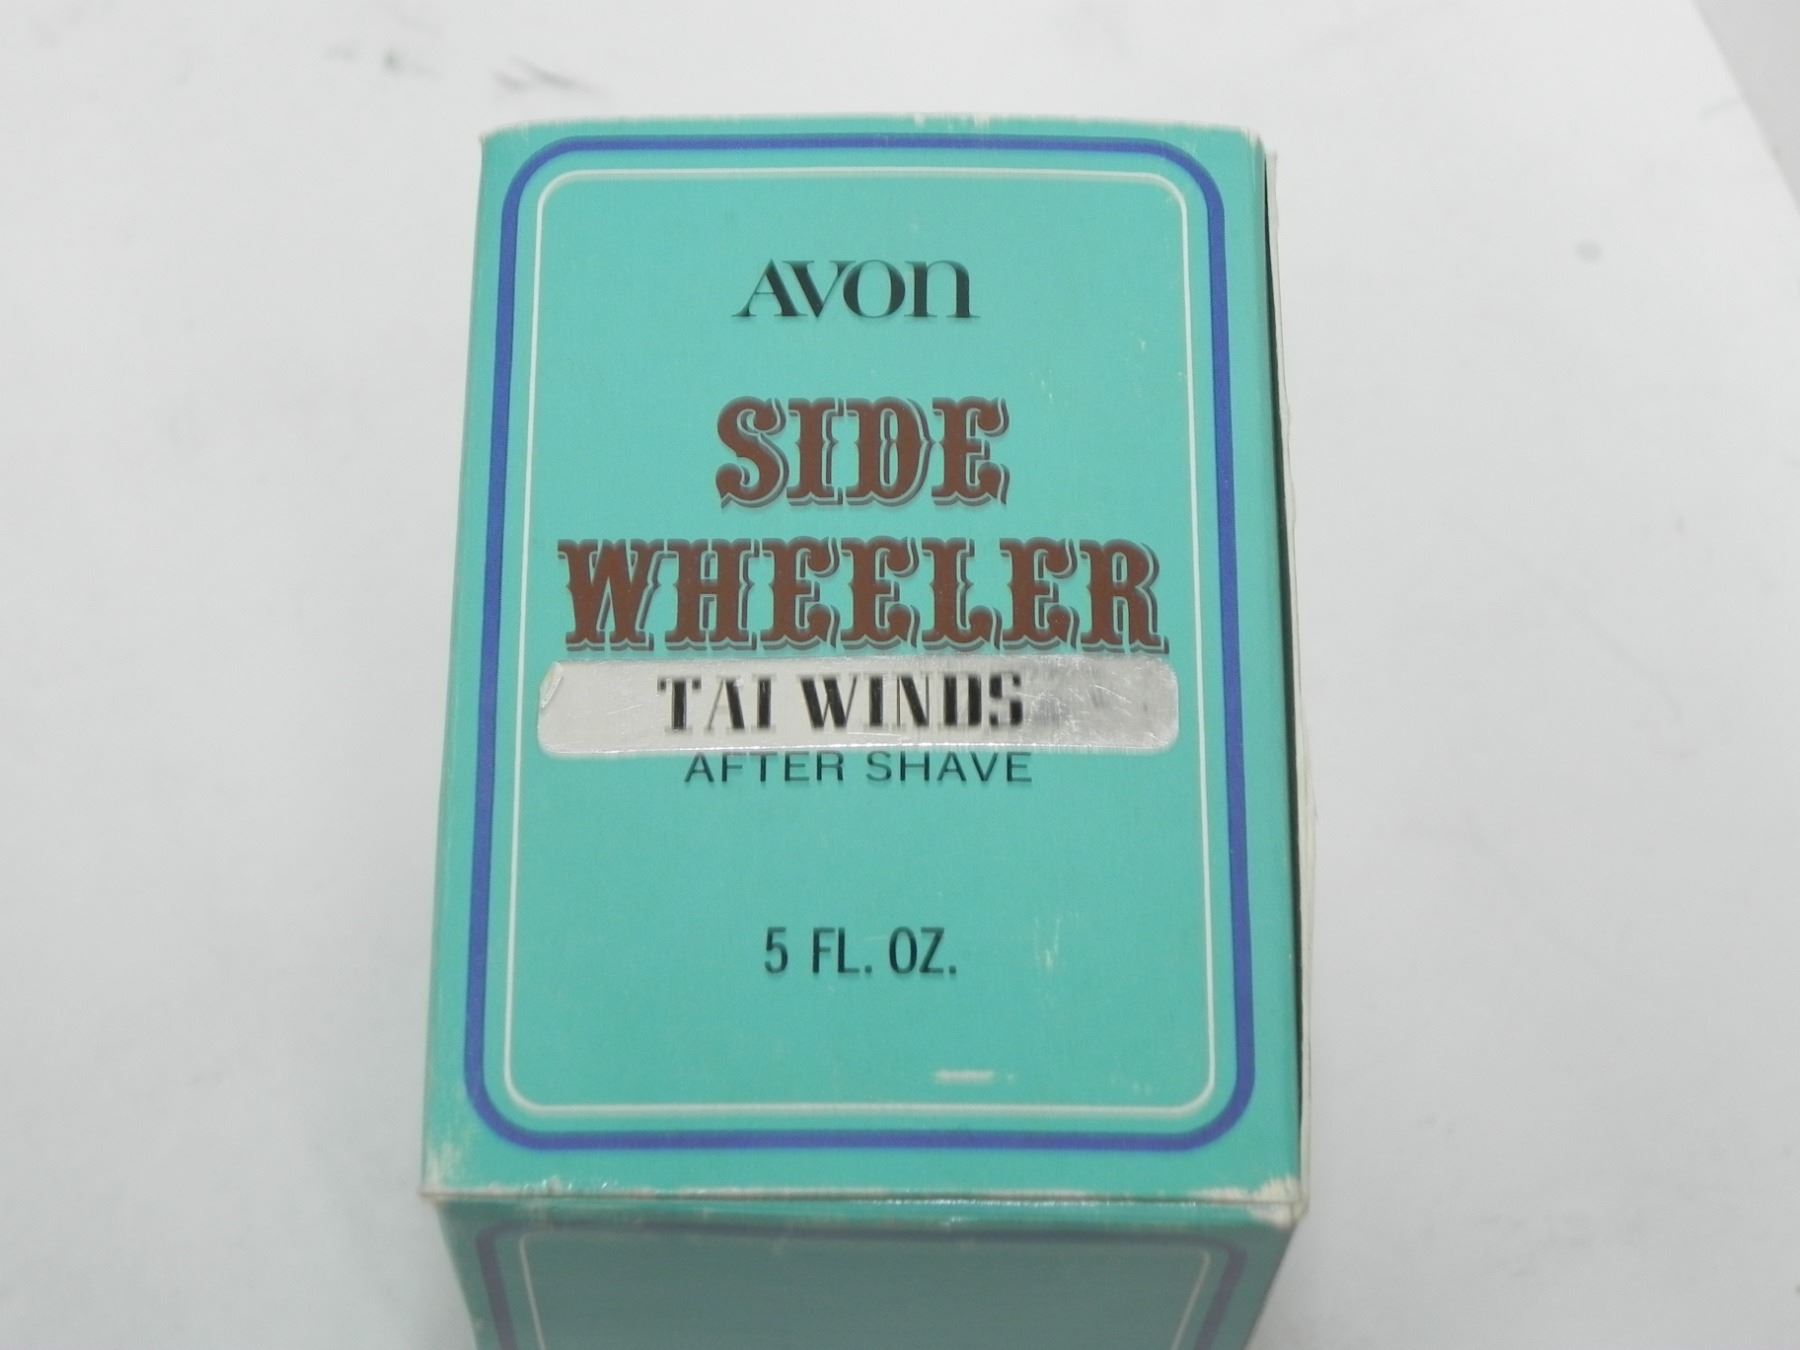 AVON
SIDE
WHEELER
TAI WINDS
AFTER SHAVE
5 FL. OZ.